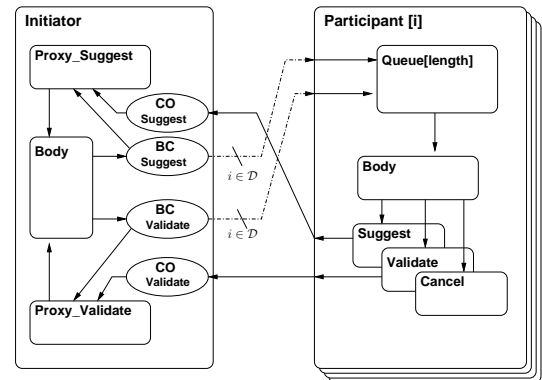 Initiator
Participant [i]
Proxy_Suggest
Queue[length]
CO
Suggest
BC
Suggest
Body
i ∈ 𝒟
Body
BC
Validate
i ∈ 𝒟
Suggest
Validate
Cancel
CO
Validate
Proxy_Validate